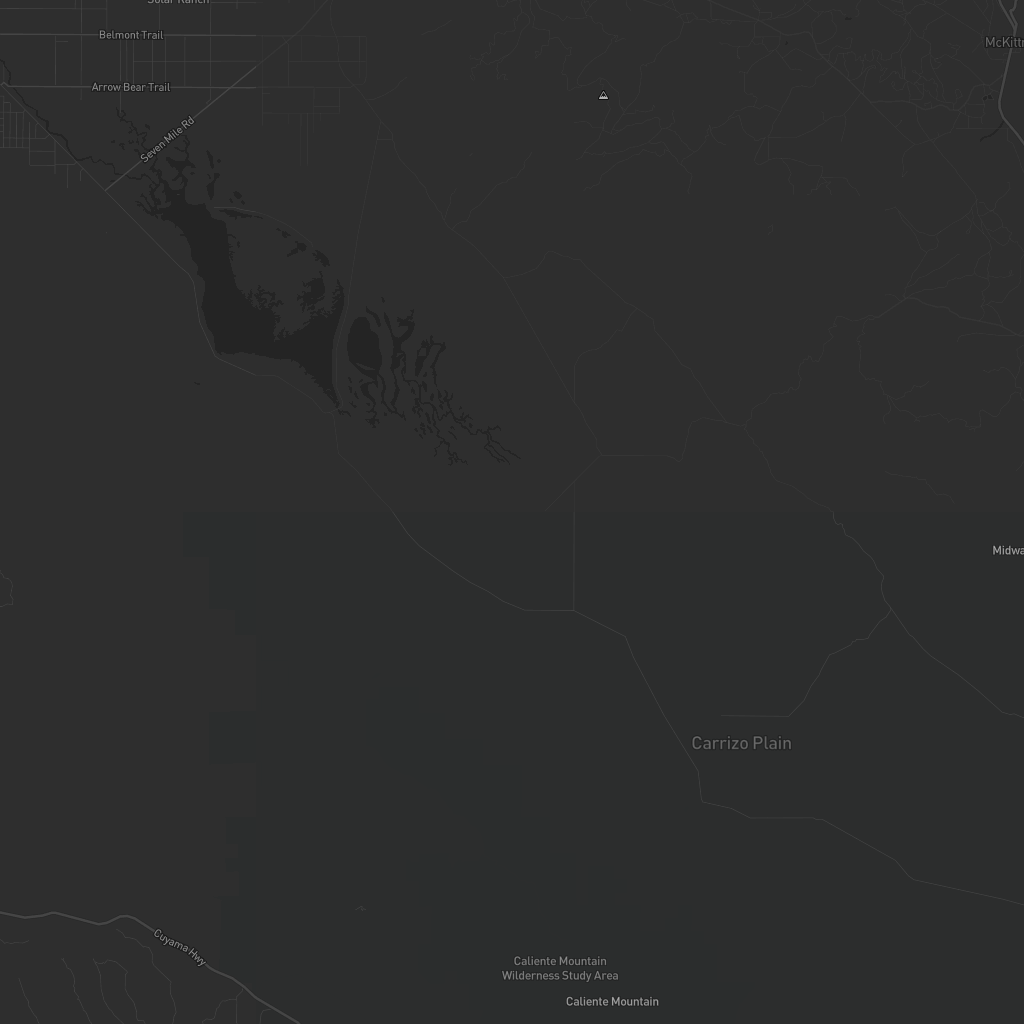 Solar Ranch
Belmont Trail
McKittr
Arrow Bear Trail
Seven Mile Rd
Midwa
Carrizo Plain
Cuyama Hwy
Caliente Mountain
Wilderness Study Area
Caliente Mountain